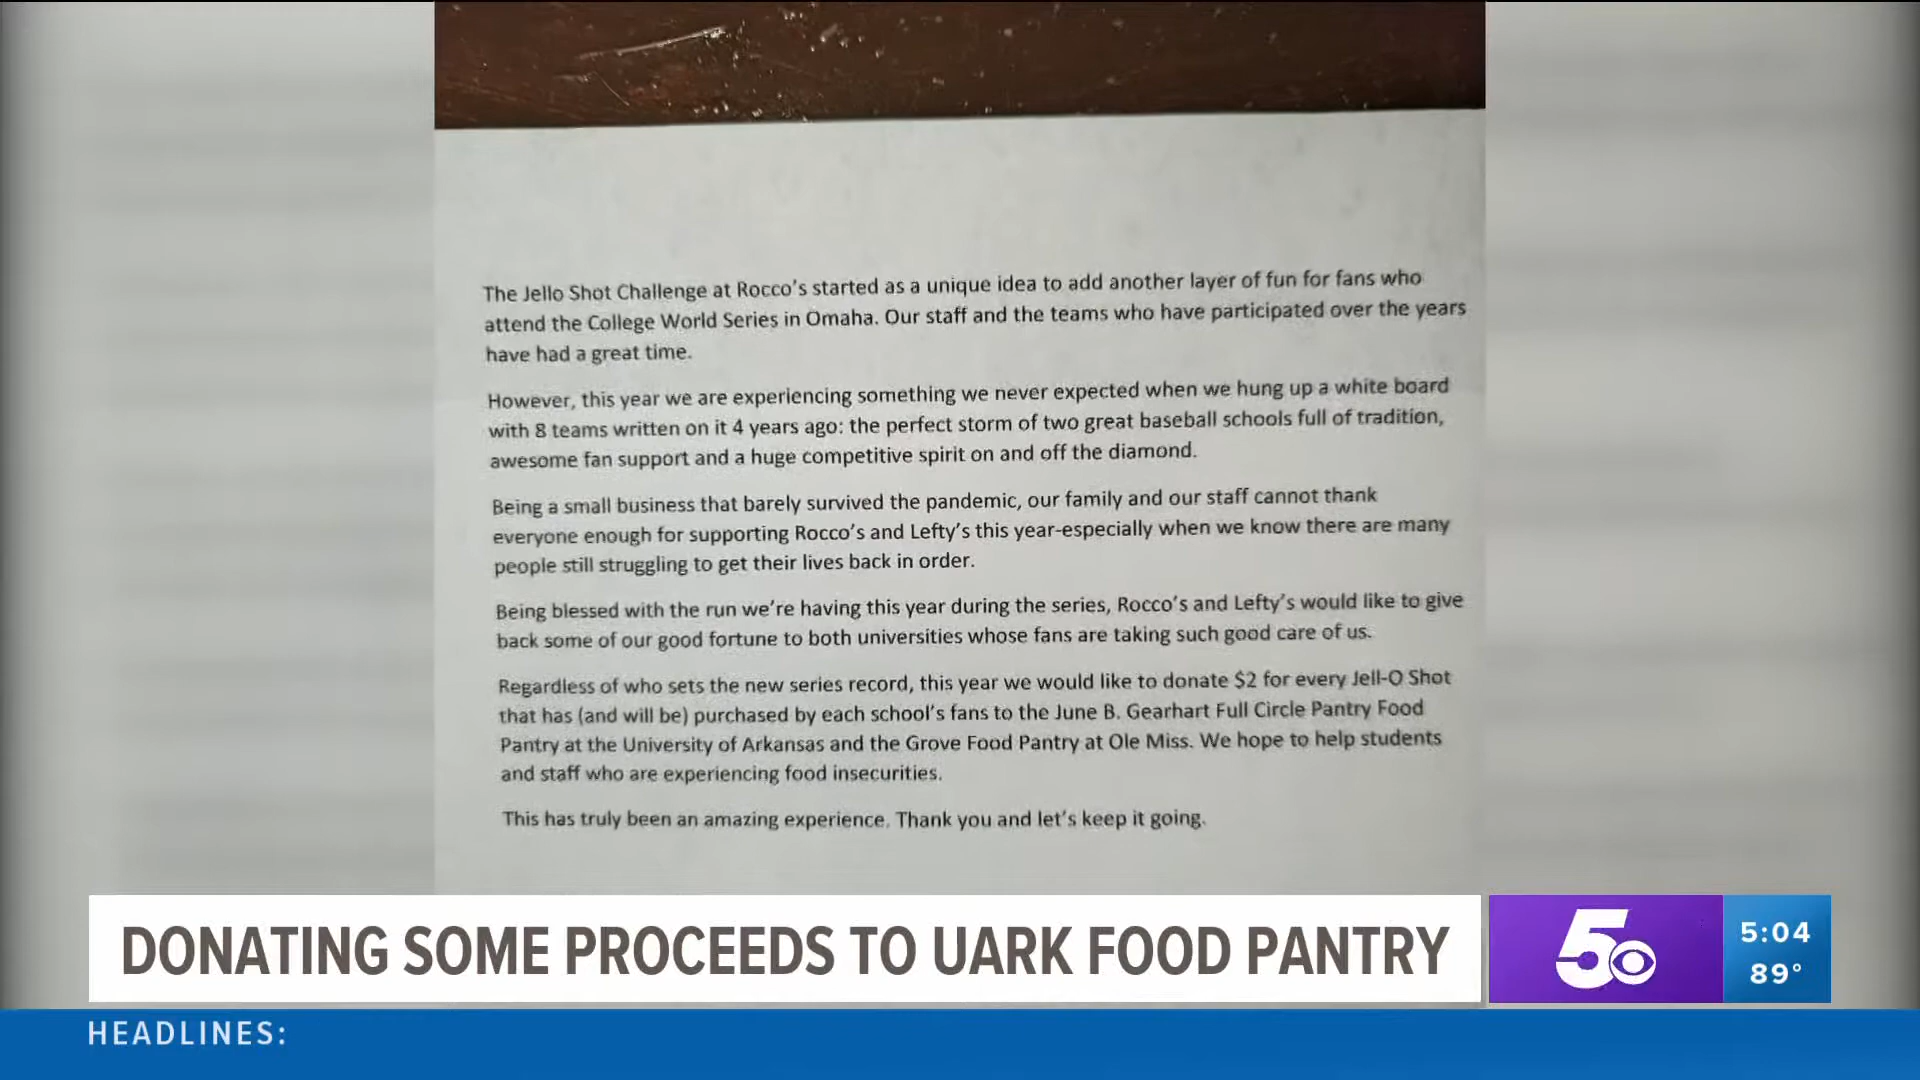 The Jello Shot Challenge at Rocco's started as a unique idea to add another layer of fun for fans who
attend the College World Series in Omaha. Our staff and the teams who have participated over the years
have had a great time.
However, this year we are experiencing something we never expected when we hung up a white board
with 8 teams written on it 4 years ago: the perfect storm of two great baseball schools full of tradition,
awesome fan support and a huge competitive spirit on and off the diamond.
Being a small business that barely survived the pandemic, our family and our staff cannot thank
everyone enough for supporting Rocco's and Lefty's this year-especially when we know there are many
people still struggling to get their lives back in order.
Being blessed with the run we're having this year during the series, Rocco's and Lefty's would like to give
back some of our good fortune to both universities whose fans are taking such good care of us.
Regardless of who sets the new series record, this year we would like to donate $2 for every Jell-O Shot
that has (and will be) purchased by each school's fans to the June B. Gearhart Full Circle Pantry Food
Pantry at the University of Arkansas and the Grove Food Pantry at Ole Miss. We hope to help students
and staff who are experiencing food insecurities.
This has truly been an amazing experience. Thank you and let's keep it going.
DONATING SOME PROCEEDS TO UARK FOOD PANTRY
5
5:04
89°
HEADLINES: